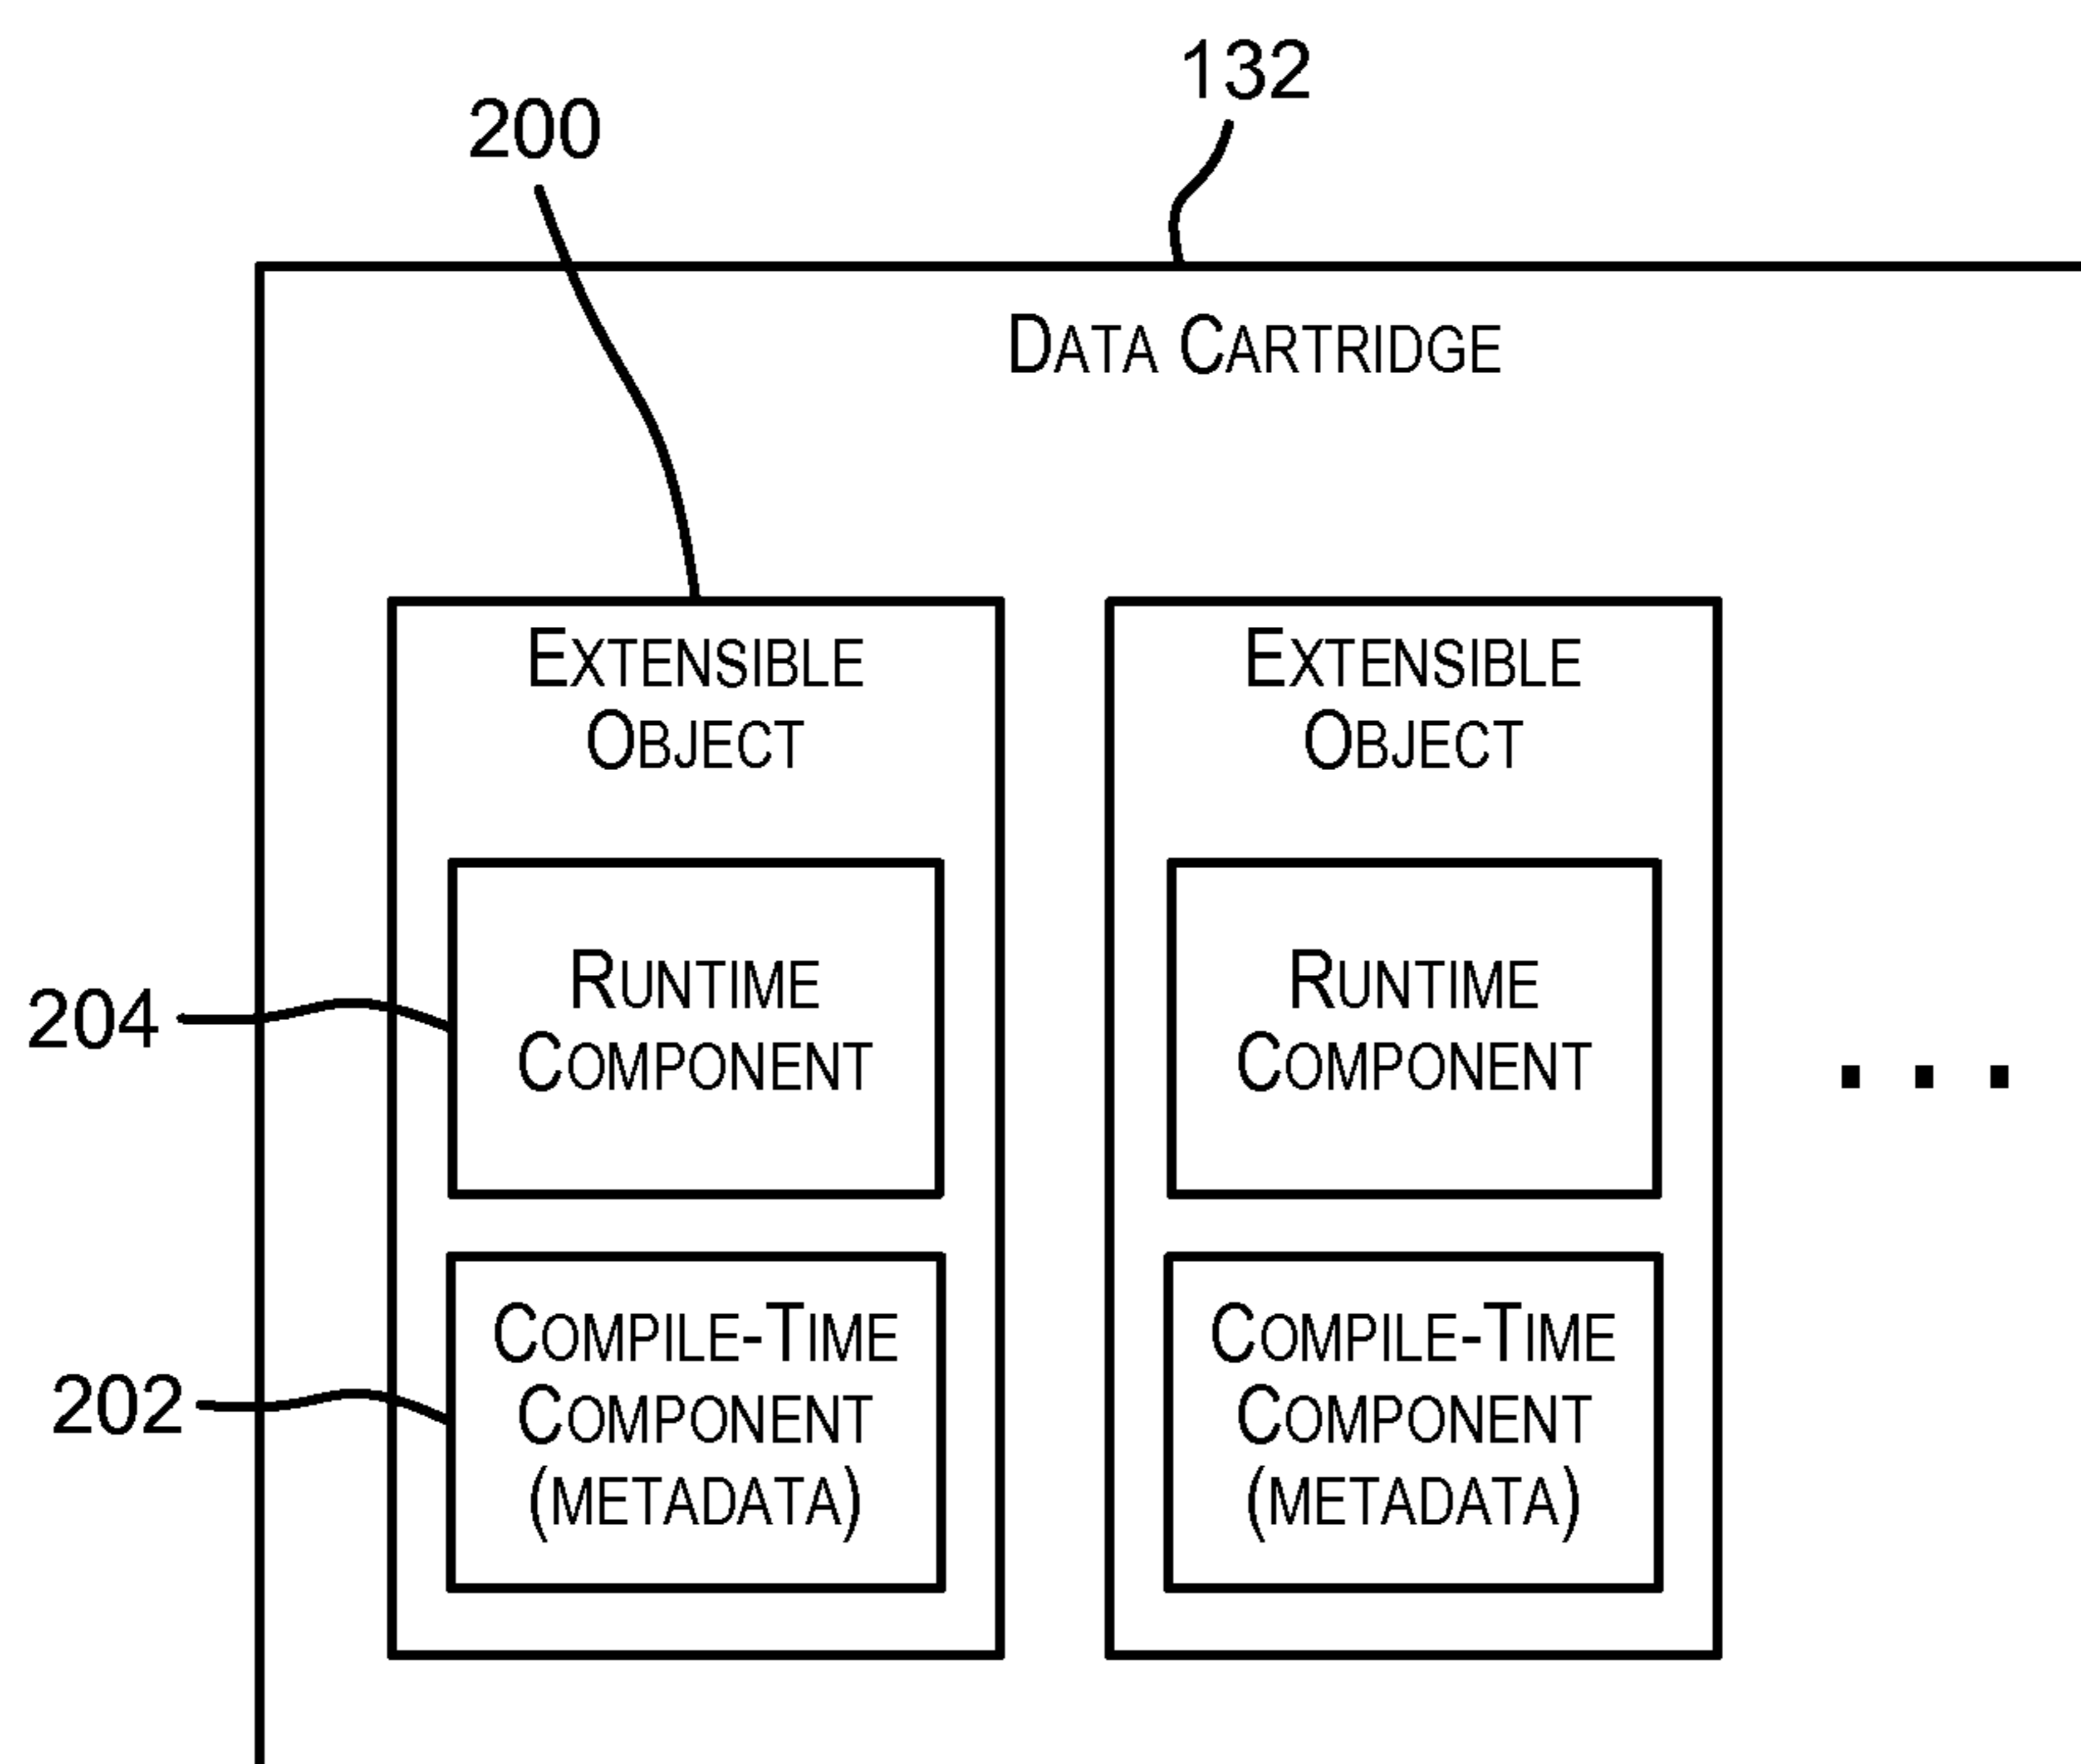 132
200
DATA CARTRIDGE
EXTENSIBLE
OBJECT
EXTENSIBLE
OBJECT
RUNTIME
COMPONENT
RUNTIME
COMPONENT
204
. . .
COMPILE-TIME
COMPONENT
(METADATA)
COMPILE-TIME
COMPONENT
(METADATA)
202